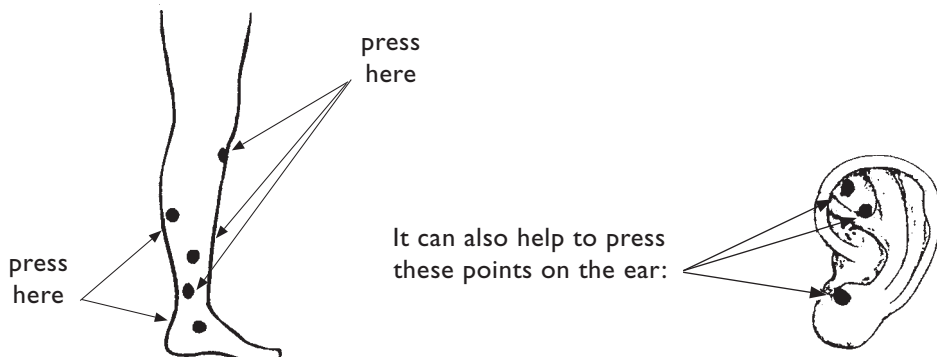 press
here
press
here
It can also help to press
these points on the ear: